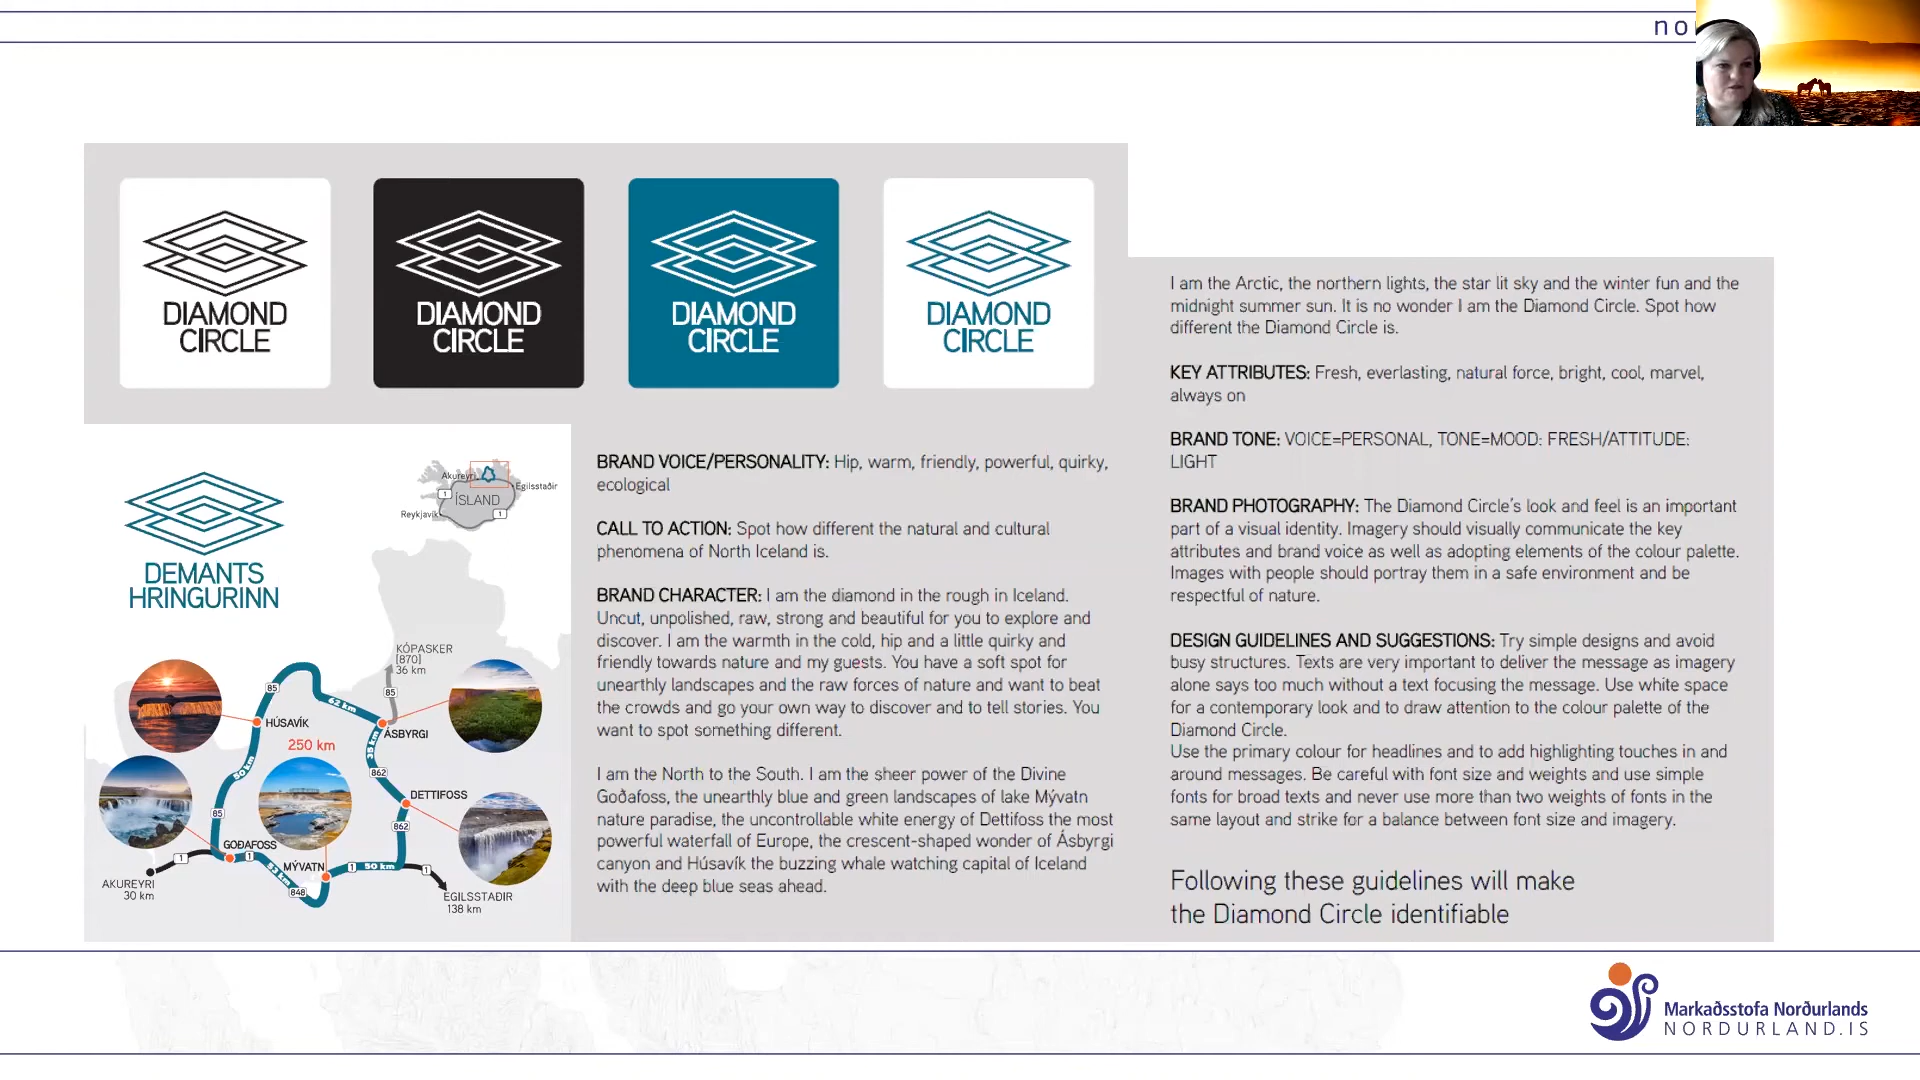 no
DIAMOND
CIRCLE
DIAMOND
CIRCLE
DIAMOND
CIRCLE
DIAMOND
CIRCLE
DEMANTS
HRINGURINN
Akureyri
Egilsstaðir
1
ÍSLAND
Reykjavík
1
KÓPASKER
[870]
36 km
85
85
62 km
HÚSAVÍK
ÁSBYRGI
250 km
35 km
50 km
862
DETTIFOSS
85
862
GOÐAFOSS
1
1
MÝVATN
53 km
848
1
50 km
1
AKUREYRI
30 km
EGILSSTAÐIR
138 km
BRAND VOICE/PERSONALITY: Hip, warm, friendly, powerful, quirky,
ecological
CALL TO ACTION: Spot how different the natural and cultural
phenomena of North Iceland is.
BRAND CHARACTER: I am the diamond in the rough in Iceland.
Uncut, unpolished, raw, strong and beautiful for you to explore and
discover. I am the warmth in the cold, hip and a little quirky and
friendly towards nature and my guests. You have a soft spot for
unearthly landscapes and the raw forces of nature and want to beat
the crowds and go your own way to discover and to tell stories. You
want to spot something different.
I am the North to the South. I am the sheer power of the Divine
Goðafoss, the unearthly blue and green landscapes of lake Mývatn
nature paradise, the uncontrollable white energy of Dettifoss the most
powerful waterfall of Europe, the crescent-shaped wonder of Ásbyrgi
canyon and Húsavík the buzzing whale watching capital of Iceland
with the deep blue seas ahead.
I am the Arctic, the northern lights, the star lit sky and the winter fun and the
midnight summer sun. It is no wonder I am the Diamond Circle. Spot how
different the Diamond Circle is.
KEY ATTRIBUTES: Fresh, everlasting, natural force, bright, cool, marvel,
always on
BRAND TONE: VOICE=PERSONAL, TONE=MOOD: FRESH/ATTITUDE:
LIGHT
BRAND PHOTOGRAPHY: The Diamond Circle's look and feel is an important
part of a visual identity. Imagery should visually communicate the key
attributes and brand voice as well as adopting elements of the colour palette.
Images with people should portray them in a safe environment and be
respectful of nature.
DESIGN GUIDELINES AND SUGGESTIONS: Try simple designs and avoid
busy structures. Texts are very important to deliver the message as imagery
alone says too much without a text focusing the message. Use white space
for a contemporary look and to draw attention to the colour palette of the
Diamond Circle.
Use the primary colour for headlines and to add highlighting touches in and
around messages. Be careful with font size and weights and use simple
fonts for broad texts and never use more than two weights of fonts in the
same layout and strike for a balance between font size and imagery.
Following these guidelines will make
the Diamond Circle identifiable
Markaðsstofa Norðurlands
NORDURLAND.IS